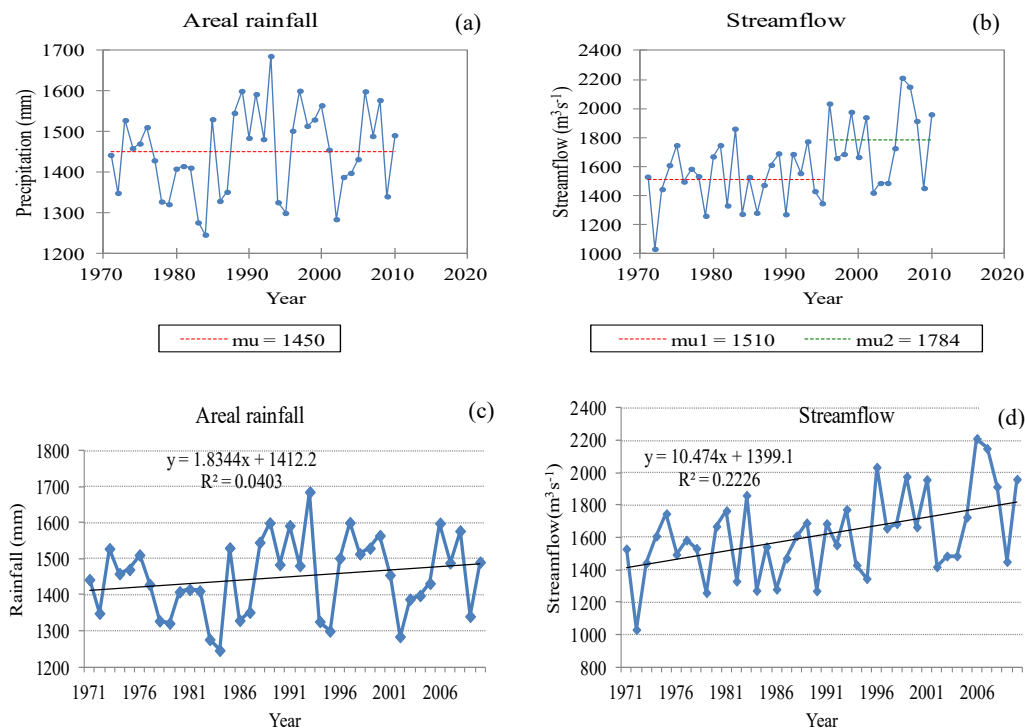 Areal rainfall
(a)
Precipitation (mm)
1700
1600
1500
1400
1300
1200
1970 1980 1990 2000 2010 2020
Year
mu = 1450
Streamflow
(b)
Streamflow (m³s⁻¹)
2400
2200
2000
1800
1600
1400
1200
1000
1970 1980 1990 2000 2010 2020
Year
mu1 = 1510 mu2 = 1784
Areal rainfall
(c)
y = 1.8344x + 1412.2
R² = 0.0403
Rainfall (mm)
1800
1700
1600
1500
1400
1300
1200
1971 1976 1981 1986 1991 1996 2001 2006
Year
Streamflow
(d)
y = 10.474x + 1399.1
R² = 0.2226
Streamflow(m³s⁻¹)
2400
2200
2000
1800
1600
1400
1200
1000
800
1971 1976 1981 1986 1991 1996 2001 2006
Year